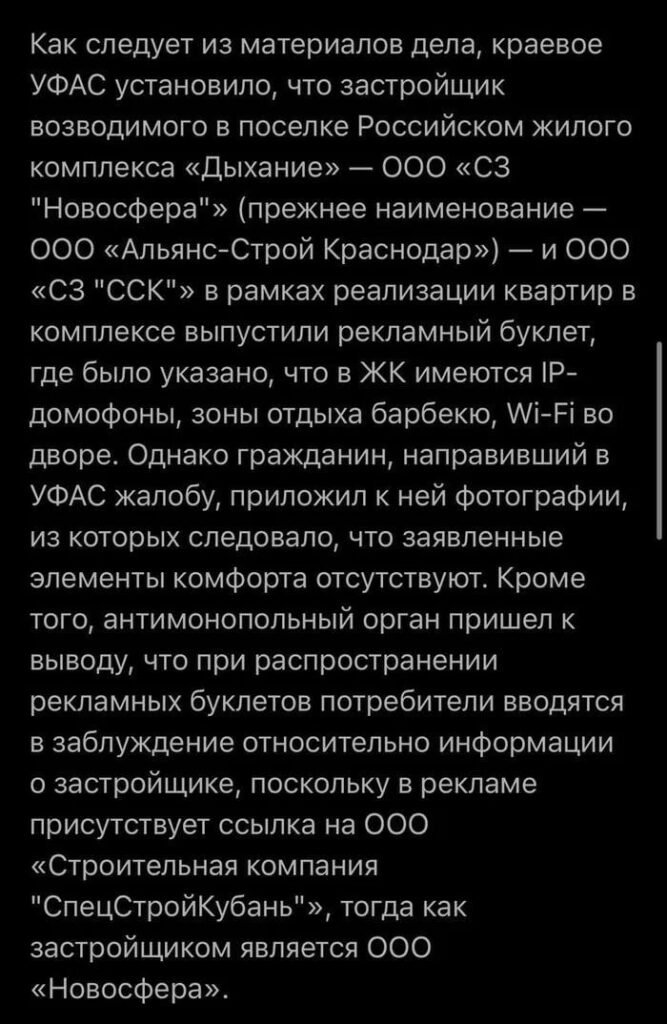 Как следует из материалов дела, краевое
УФАС установило, что застройщик
возводимого в поселке Российском жилого
комплекса «Дыхание» — ООО «СЗ
"Новосфера"» (прежнее наименование —
ООО «Альянс-Строй Краснодар») — и ООО
«СЗ "ССК"» в рамках реализации квартир в
комплексе выпустили рекламный буклет,
где было указано, что в ЖК имеются IP-
домофоны, зоны отдыха барбекю, Wi-Fi во
дворе. Однако гражданин, направивший в
УФАС жалобу, приложил к ней фотографии,
из которых следовало, что заявленные
элементы комфорта отсутствуют. Кроме
того, антимонопольный орган пришел к
выводу, что при распространении
рекламных буклетов потребители вводятся
в заблуждение относительно информации
о застройщике, поскольку в рекламе
присутствует ссылка на ООО
«Строительная компания
"СпецСтройКубань"», тогда как
застройщиком является ООО
«Новосфера».